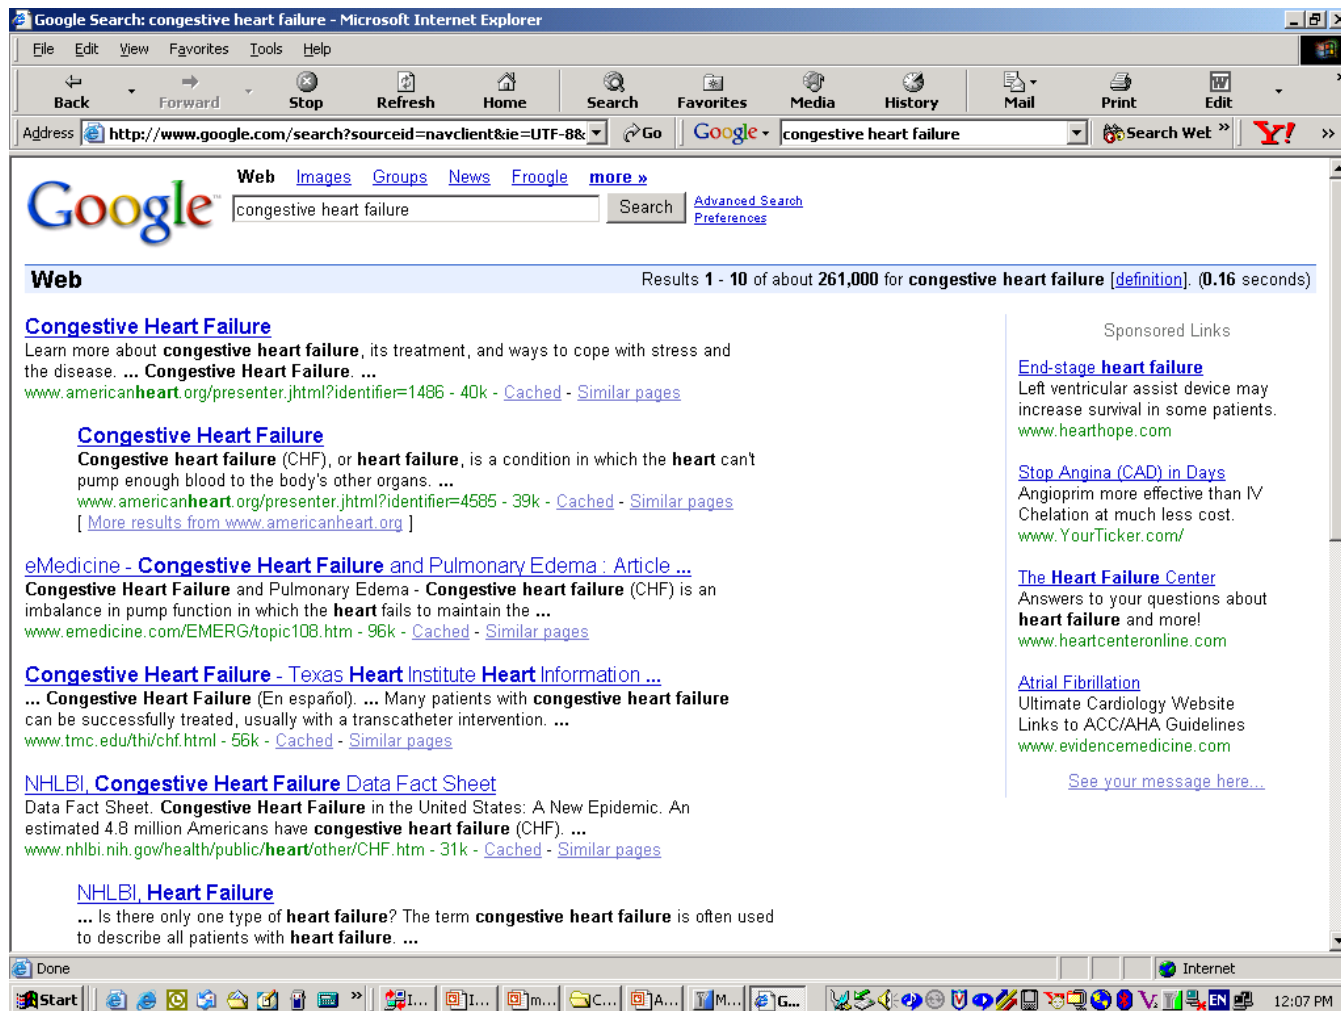 Google Search: congestive heart failure - Microsoft Internet Explorer
File Edit View Favorites Tools Help
Back Forward Stop Refresh Home Search Favorites Media History Mail Print Edit
Address http://www.google.com/search?sourceid=navclient&ie=UTF-8& Go Google congestive heart failure Search Wet » Y! »
Web Images Groups News Froogle more »
Google™ congestive heart failure Search Advanced Search
Preferences
Web Results 1 - 10 of about 261,000 for congestive heart failure [definition]. (0.16 seconds)
Congestive Heart Failure
Learn more about congestive heart failure, its treatment, and ways to cope with stress and
the disease. ... Congestive Heart Failure. ...
www.americanheart.org/presenter.jhtml?identifier=1486 - 40k - Cached - Similar pages
Congestive Heart Failure
Congestive heart failure (CHF), or heart failure, is a condition in which the heart can't
pump enough blood to the body's other organs. ...
www.americanheart.org/presenter.jhtml?identifier=4585 - 39k - Cached - Similar pages
[ More results from www.americanheart.org ]
eMedicine - Congestive Heart Failure and Pulmonary Edema : Article ...
Congestive Heart Failure and Pulmonary Edema - Congestive heart failure (CHF) is an
imbalance in pump function in which the heart fails to maintain the ...
www.emedicine.com/EMERG/topic108.htm - 96k - Cached - Similar pages
Congestive Heart Failure - Texas Heart Institute Heart Information ...
... Congestive Heart Failure (En español). ... Many patients with congestive heart failure
can be successfully treated, usually with a transcatheter intervention. ...
www.tmc.edu/thi/chf.html - 56k - Cached - Similar pages
NHLBI, Congestive Heart Failure Data Fact Sheet
Data Fact Sheet. Congestive Heart Failure in the United States: A New Epidemic. An
estimated 4.8 million Americans have congestive heart failure (CHF). ...
www.nhlbi.nih.gov/health/public/heart/other/CHF.htm - 31k - Cached - Similar pages
NHLBI, Heart Failure
... Is there only one type of heart failure? The term congestive heart failure is often used
to describe all patients with heart failure. ...
Sponsored Links
End-stage heart failure
Left ventricular assist device may
increase survival in some patients.
www.hearthope.com
Stop Angina (CAD) in Days
Angioprim more effective than IV
Chelation at much less cost.
www.YourTicker.com/
The Heart Failure Center
Answers to your questions about
heart failure and more!
www.heartcenteronline.com
Atrial Fibrillation
Ultimate Cardiology Website
Links to ACC/AHA Guidelines
www.evidencemedicine.com
See your message here...
Done Internet
Start » I... I... m... C... A... M... G... EN 12:07 PM